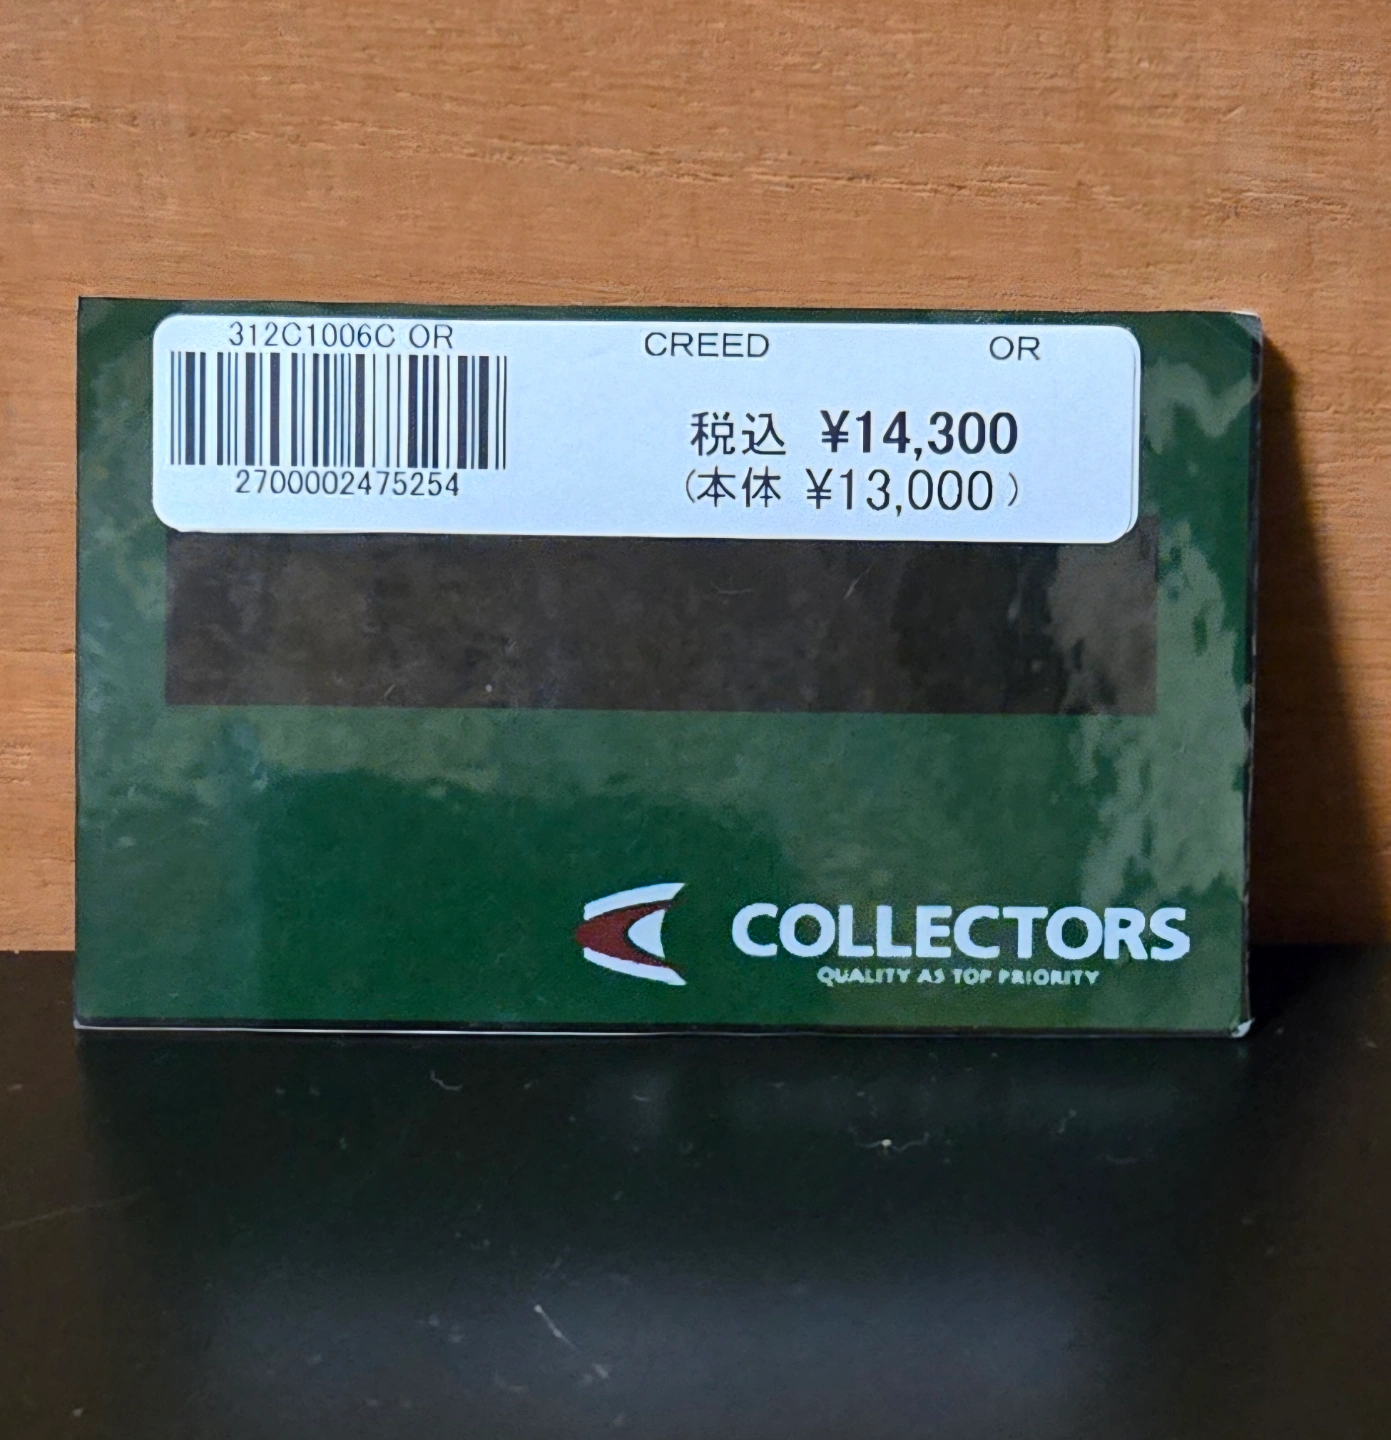 312C1006C OR
CREED OR
2700002475254
税込 ¥14,300
(本体 ¥13,000)
COLLECTORS
QUALITY AS TOP PRIORITY